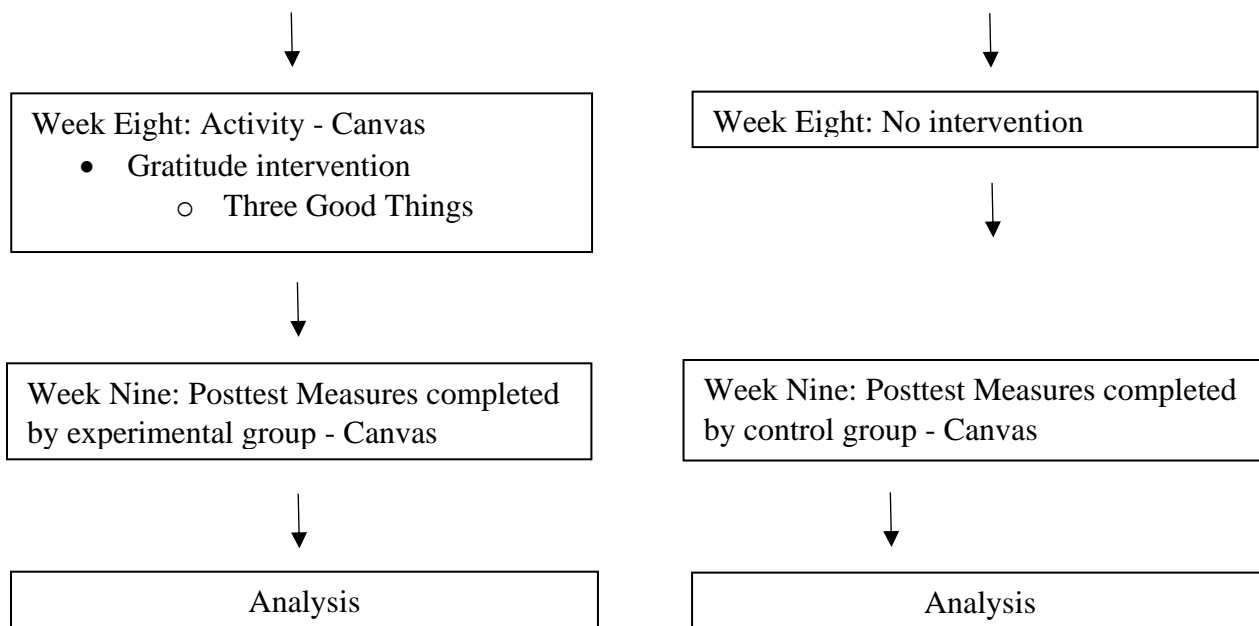 Week Eight: Activity - Canvas
• Gratitude intervention
o Three Good Things
Week Eight: No intervention
Week Nine: Posttest Measures completed
by experimental group - Canvas
Week Nine: Posttest Measures completed
by control group - Canvas
Analysis
Analysis